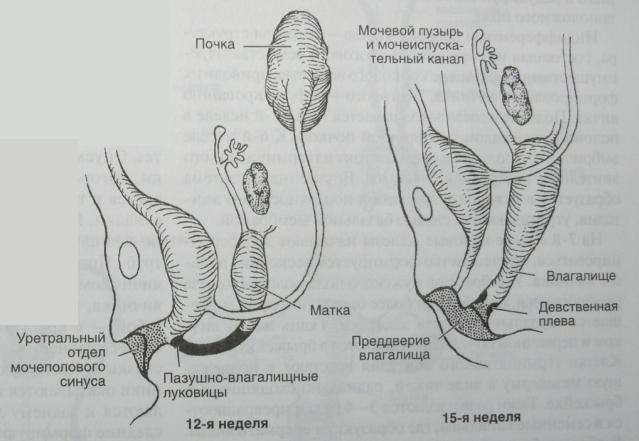 Почка
Мочевой пузырь
и мочеиспуска-
тельный канал
Матка
Уретральный
отдел
мочеполового
синуса
Пазушно-влагалищные
луковицы
12-я неделя
Влагалище
Девственная
плева
Преддверие
влагалища
15-я неделя